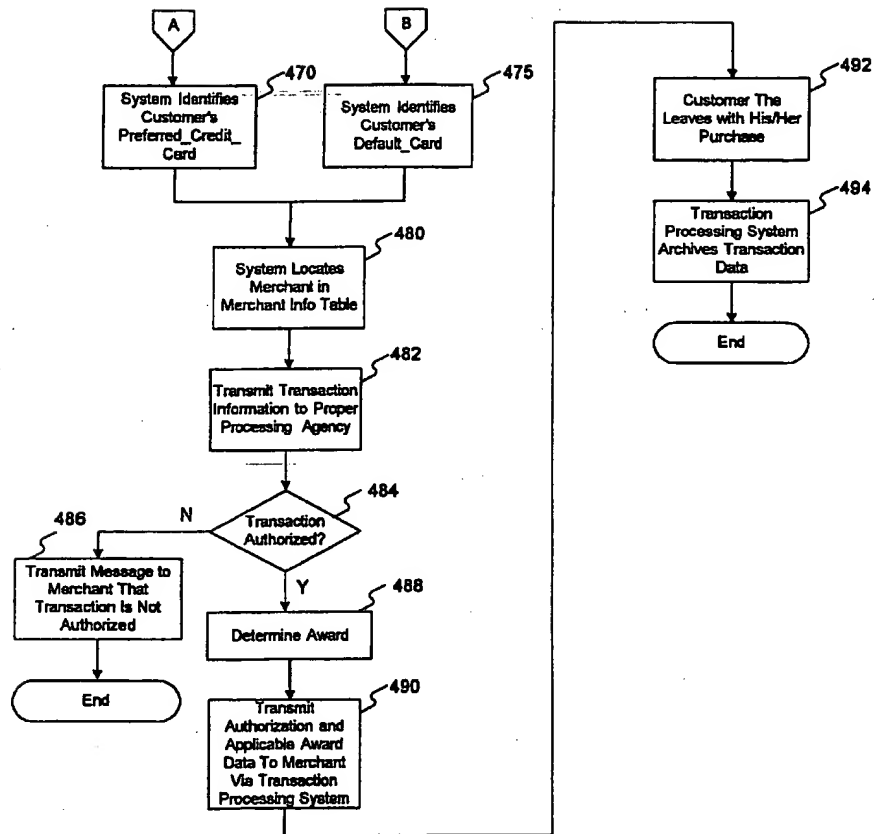 A
B
470
System Identifies
Customer's
Preferred_Credit_
Card
475
System Identifies
Customer's
Default_Card
480
System Locates
Merchant in
Merchant Info Table
482
Transmit Transaction
Information to Proper
Processing Agency
484
Transaction
Authorized?
N
Y
486
Transmit Message to
Merchant That
Transaction Is Not
Authorized
End
488
Determine Award
490
Transmit
Authorization and
Applicable Award
Data To Merchant
Via Transaction
Processing System
492
Customer The
Leaves with His/Her
Purchase
494
Transaction
Processing System
Archives Transaction
Data
End